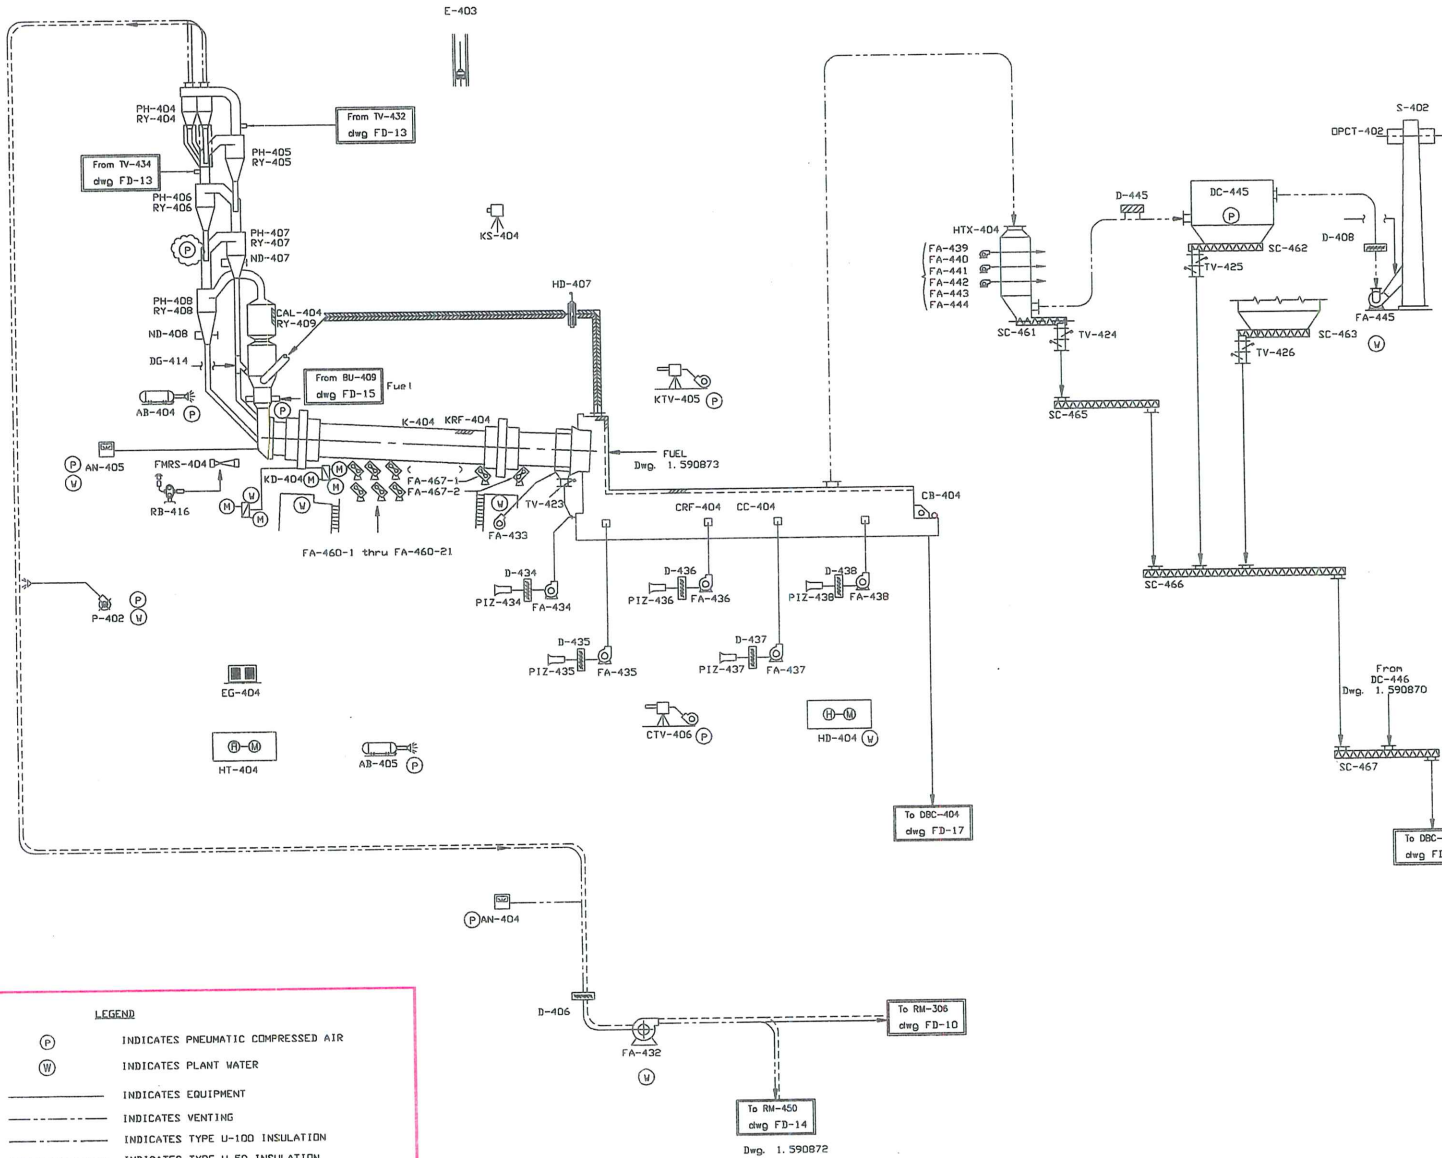 E-403
PH-404
RY-404
From TV-432
dwg FD-13
PH-405
RY-405
From TV-434
dwg FD-13
PH-406
RY-406
PH-407
RY-407
P
ND-407
PH-408
RY-408
CAL-404
RY-409
ND-408
DG-414
From BU-409
dwg FD-15
Fuel
P
AB-404
P
K-404
KRF-404
P
W
AN-405
FMRS-404
RB-416
KD-404
M
M
M
M
W
M
W
FA-467-1
FA-467-2
W
TV-423
FA-433
FA-460-1 thru FA-460-21
KS-404
HD-407
KTV-405
P
FUEL
Dwg. 1.590873
CRF-404
CC-404
CB-404
D-434
PIZ-434
FA-434
D-436
PIZ-436
FA-436
D-438
PIZ-438
FA-438
D-435
PIZ-435
FA-435
D-437
PIZ-437
FA-437
P-402
P
W
EG-404
H
M
HT-404
AB-405
P
CTV-406
P
H
M
HD-404
W
To DBC-404
dwg FD-17
S-402
OPCT-402
D-445
DC-445
P
HTX-404
FA-439
FA-440
FA-441
FA-442
FA-443
FA-444
SC-462
D-408
TV-425
FA-445
W
SC-461
TV-424
SC-463
TV-426
SC-465
SC-466
From
DC-446
Dwg. 1.590870
SC-467
To DBC-
dwg FD
AN-404
P
D-406
FA-432
W
To RM-306
dwg FD-10
To RM-450
dwg FD-14
Dwg. 1.590872
LEGEND
P INDICATES PNEUMATIC COMPRESSED AIR
W INDICATES PLANT WATER
INDICATES EQUIPMENT
INDICATES VENTING
INDICATES TYPE U-100 INSULATION
INDICATES TYPE U-50 INSULATION